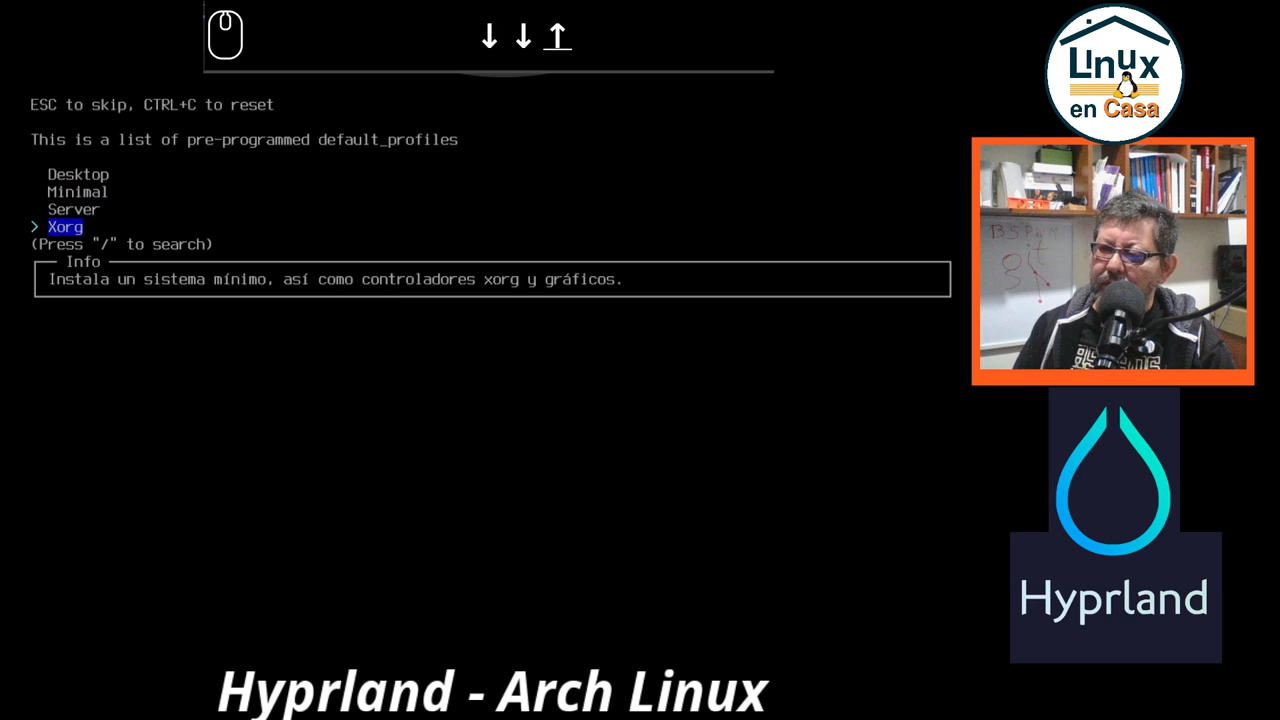 ↓ ↓ ↑
ESC to skip, CTRL+C to reset
This is a list of pre-programmed default_profiles
Desktop
Minimal
Server
> Xorg
(Press "/" to search)
Info
Instala un sistema mínimo, así como controladores xorg y gráficos.
Linux
en Casa
BSPWM
Hyprland
Hyprland - Arch Linux